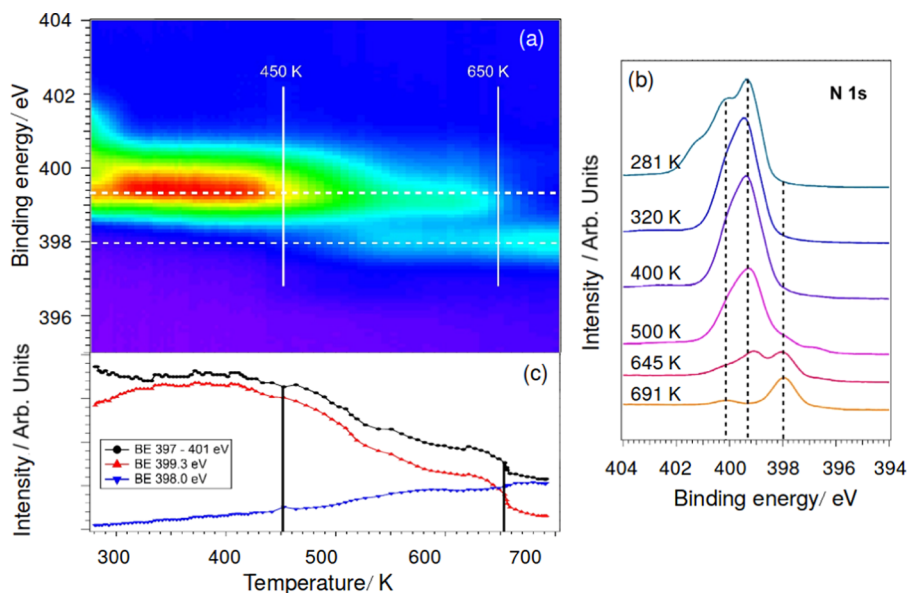 404
(a)
402
400
398
396
Binding energy/ eV
450 K
650 K
(c)
BE 397 - 401 eV
BE 399.3 eV
BE 398.0 eV
Intensity / Arb. Units
300 400 500 600 700
Temperature/ K
(b)
N 1s
281 K
320 K
400 K
500 K
645 K
691 K
Intensity / Arb. Units
404 402 400 398 396 394
Binding energy/ eV